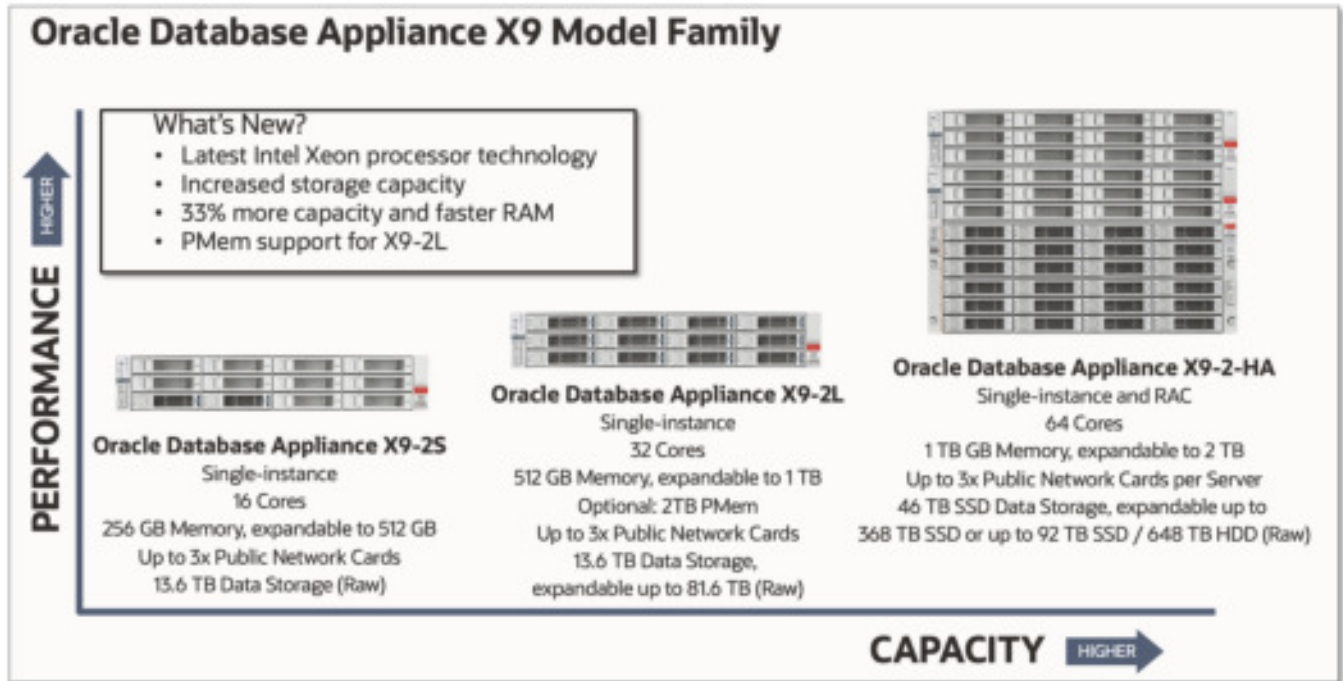 Oracle Database Appliance X9 Model Family
What's New?
• Latest Intel Xeon processor technology
• Increased storage capacity
• 33% more capacity and faster RAM
• PMem support for X9-2L
HIGHER
PERFORMANCE
Oracle Database Appliance X9-2S
Single-instance
16 Cores
256 GB Memory, expandable to 512 GB
Up to 3x Public Network Cards
13.6 TB Data Storage (Raw)
Oracle Database Appliance X9-2L
Single-instance
32 Cores
512 GB Memory, expandable to 1 TB
Optional: 2TB PMem
Up to 3x Public Network Cards
13.6 TB Data Storage,
expandable up to 81.6 TB (Raw)
Oracle Database Appliance X9-2-HA
Single-instance and RAC
64 Cores
1 TB GB Memory, expandable to 2 TB
Up to 3x Public Network Cards per Server
46 TB SSD Data Storage, expandable up to
368 TB SSD or up to 92 TB SSD / 648 TB HDD (Raw)
CAPACITY
HIGHER